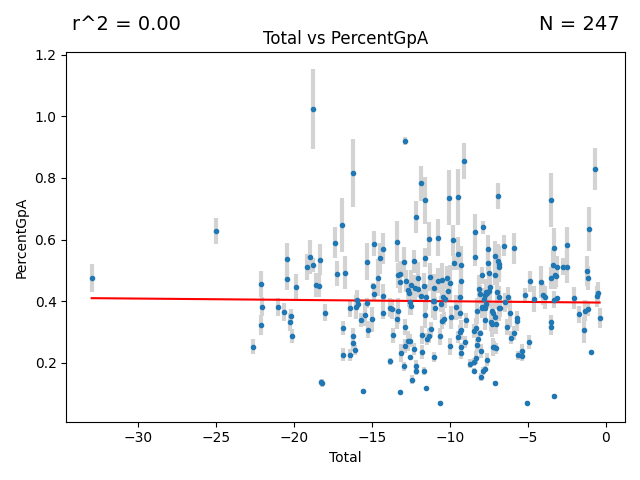 r^2 = 0.00
N = 247
Total vs PercentGpA
1.2
1.0
0.8
0.6
0.4
0.2
PercentGpA
−30
−25
−20
−15
−10
−5
0
Total